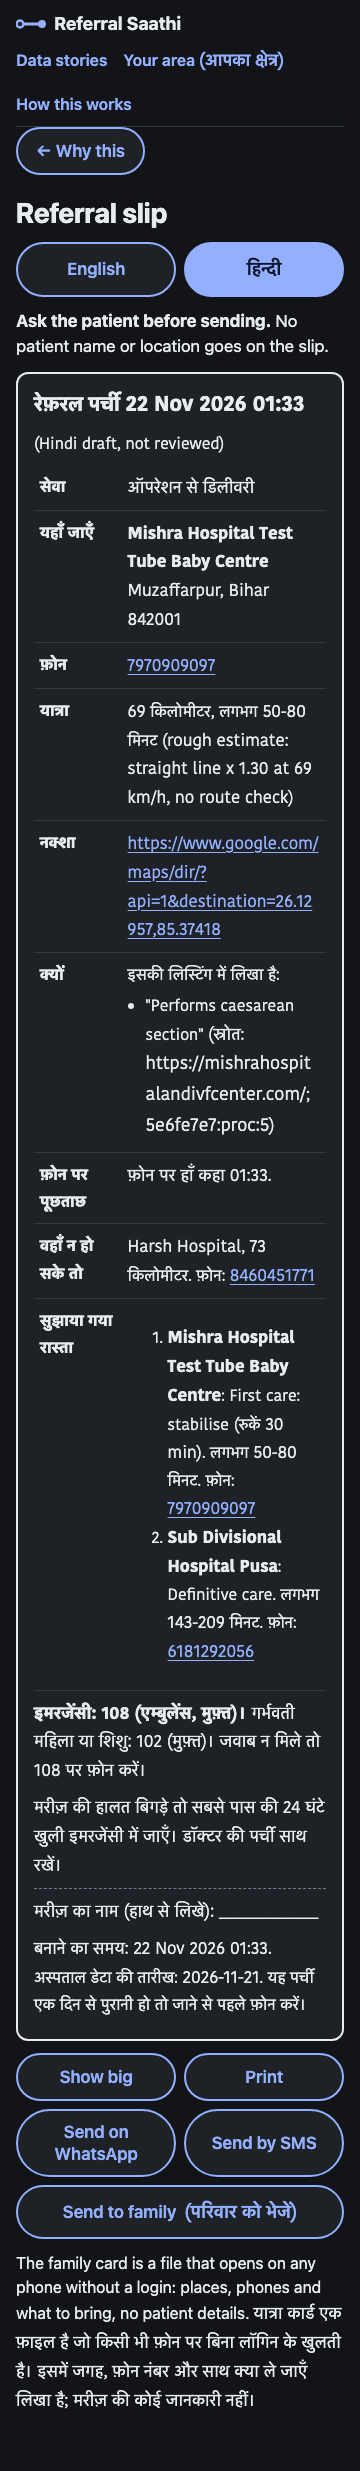 Referral Saathi
Data stories Your area (आपका क्षेत्र)
How this works
← Why this
Referral slip
English हिन्दी
Ask the patient before sending. No
patient name or location goes on the slip.
रेफ़रल पर्ची 22 Nov 2026 01:33
(Hindi draft, not reviewed)
सेवा ऑपरेशन से डिलीवरी
यहाँ जाएँ Mishra Hospital Test
Tube Baby Centre
Muzaffarpur, Bihar
842001
फ़ोन 7970909097
यात्रा 69 किलोमीटर, लगभग 50-80
मिनट (rough estimate:
straight line x 1.30 at 69
km/h, no route check)
नक्शा https://www.google.com/
maps/dir/?
api=1&destination=26.12
957,85.37418
क्यों इसकी लिस्टिंग में लिखा है:
• "Performs caesarean
section" (स्रोत:
https://mishrahospit
alandivfcenter.com/;
5e6fe7e7:proc:5)
फ़ोन पर फ़ोन पर हाँ कहा 01:33.
पूछताछ
वहाँ न हो Harsh Hospital, 73
सके तो किलोमीटर. फ़ोन: 8460451771
सुझाया गया
रास्ता
1. Mishra Hospital
Test Tube Baby
Centre: First care:
stabilise (रुकें 30
min). लगभग 50-80
मिनट. फ़ोन:
7970909097
2. Sub Divisional
Hospital Pusa:
Definitive care. लगभग
143-209 मिनट. फ़ोन:
6181292056
इमरजेंसी: 108 (एम्बुलेंस, मुफ़्त)। गर्भवती
महिला या शिशु: 102 (मुफ़्त)। जवाब न मिले तो
108 पर फ़ोन करें।
मरीज़ की हालत बिगड़े तो सबसे पास की 24 घंटे
खुली इमरजेंसी में जाएँ। डॉक्टर की पर्ची साथ
रखें।
मरीज़ का नाम (हाथ से लिखें): ____________
बनाने का समय: 22 Nov 2026 01:33.
अस्पताल डेटा की तारीख: 2026-11-21. यह पर्ची
एक दिन से पुरानी हो तो जाने से पहले फ़ोन करें।
Show big Print
Send on
WhatsApp Send by SMS
Send to family (परिवार को भेजें)
The family card is a file that opens on any
phone without a login: places, phones and
what to bring, no patient details. यात्रा कार्ड एक
फ़ाइल है जो किसी भी फ़ोन पर बिना लॉगिन के खुलती
है। इसमें जगह, फ़ोन नंबर और साथ क्या ले जाएँ
लिखा है; मरीज़ की कोई जानकारी नहीं।